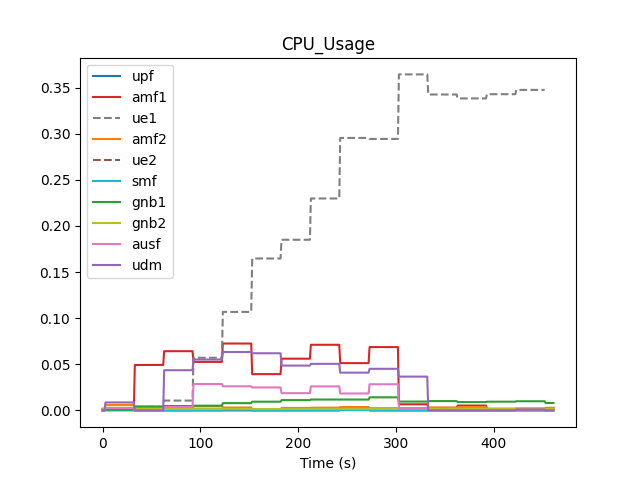 CPU_Usage
upf
amf1
ue1
amf2
ue2
smf
gnb1
gnb2
ausf
udm
0.35
0.30
0.25
0.20
0.15
0.10
0.05
0.00
0 100 200 300 400
Time (s)